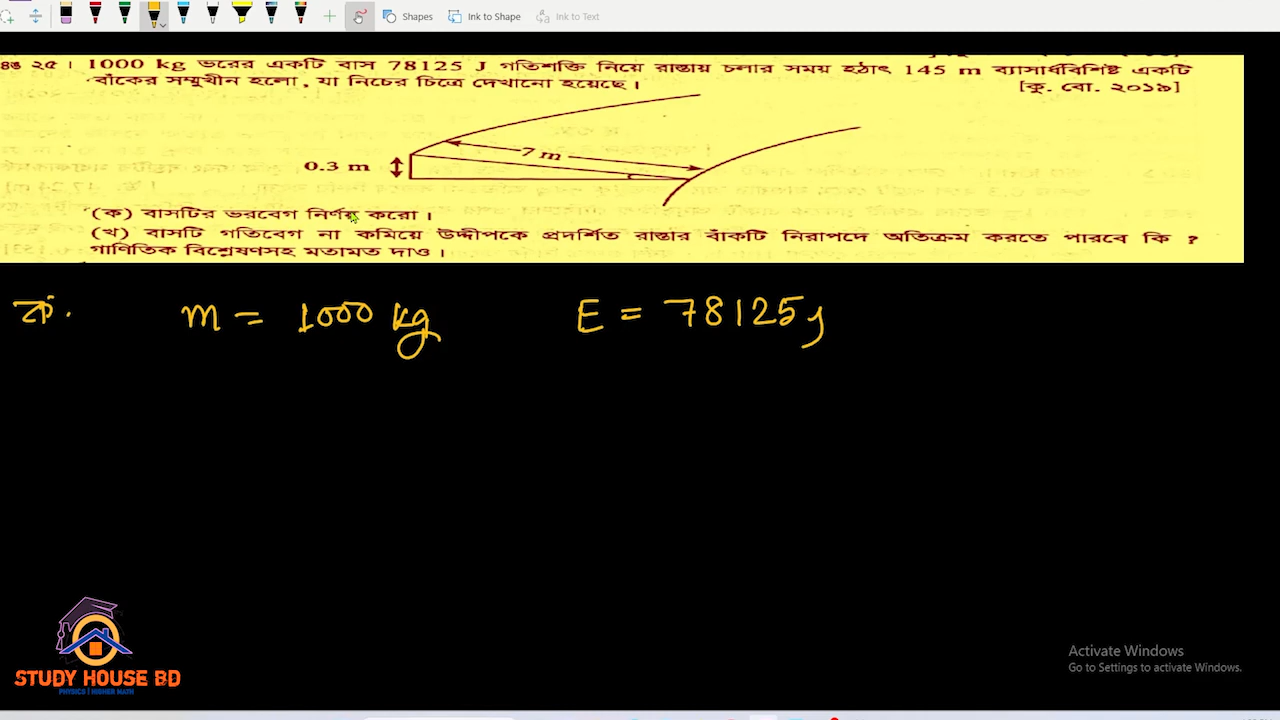 Shapes Ink to Shape Ink to Text
২৫। 1000 kg ভরের একটি বাস 78125 J গতিশক্তি নিয়ে রাস্তায় চলার সময় হঠাৎ 145 m ব্যাসার্ধবিশিষ্ট একটি
বাঁকের সম্মুখীন হলো, যা নিচের চিত্রে দেখানো হয়েছে।
[কু. বো. ২০১৯]
7 m
0.3 m
(ক) বাসটির ভরবেগ নির্ণয় করো।
(খ) বাসটি গতিবেগ না কমিয়ে উদ্দীপকে প্রদর্শিত রাস্তার বাঁকটি নিরাপদে অতিক্রম করতে পারবে কি ?
গাণিতিক বিশ্লেষণসহ মতামত দাও।
ক. m = 1000 kg E = 78125 J
Activate Windows
Go to Settings to activate Windows.
STUDY HOUSE BD
PHYSICS | HIGHER MATH